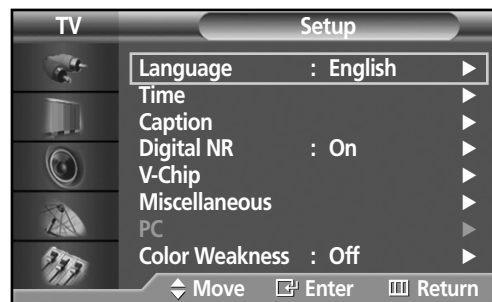 TV
Setup
Language : English
Time
Caption
Digital NR : On
V-Chip
Miscellaneous
PC
Color Weakness : Off
Move Enter Return